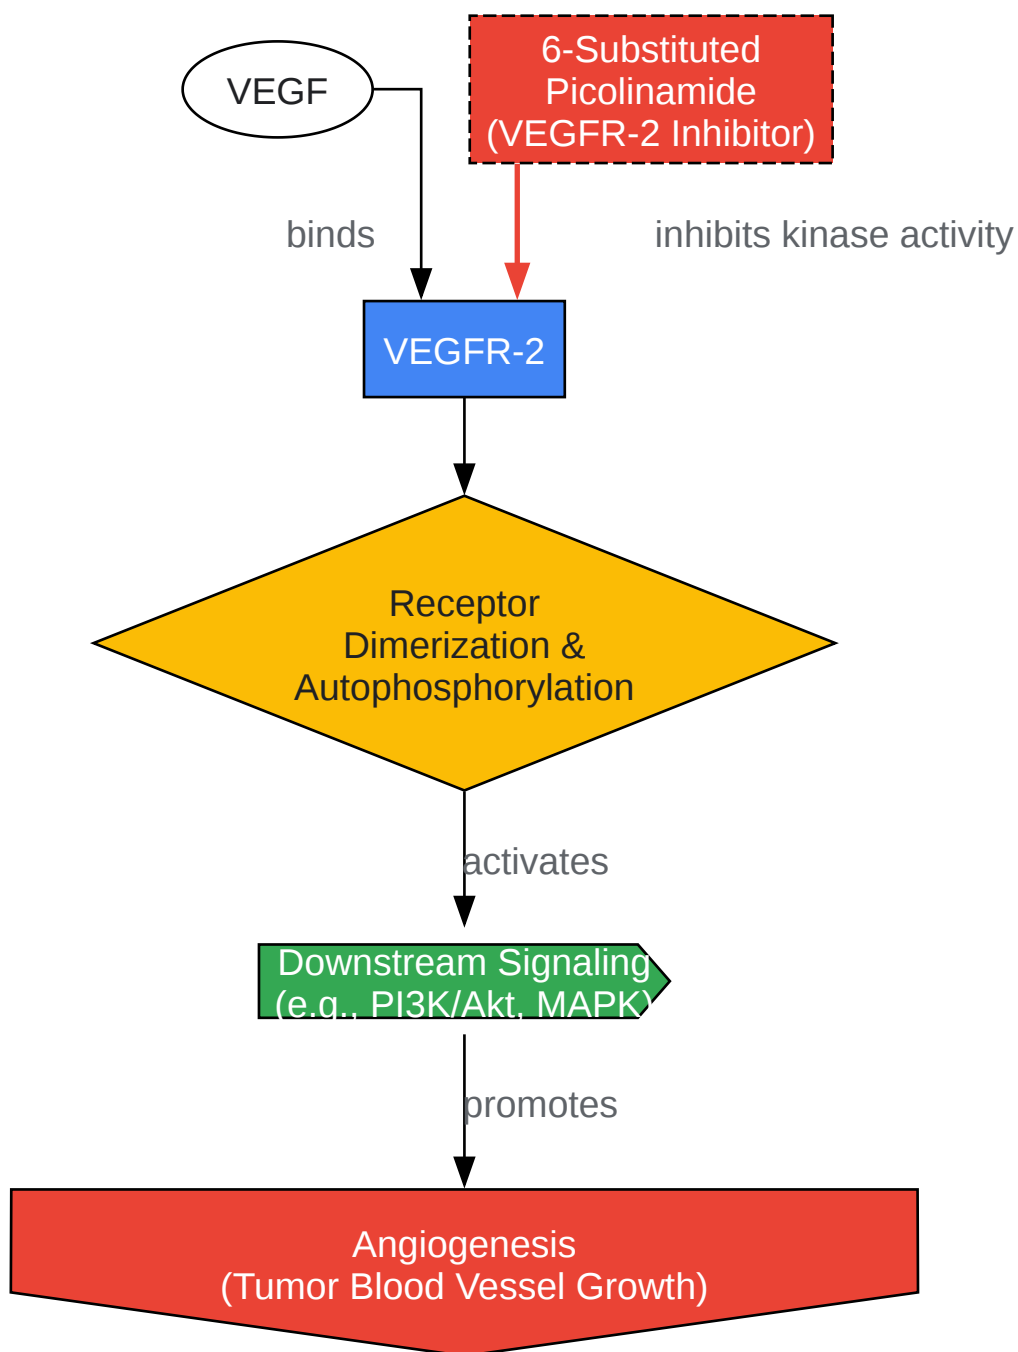 VEGF
6-Substituted
Picolinamide
(VEGFR-2 Inhibitor)
binds
inhibits kinase activity
VEGFR-2
Receptor
Dimerization &
Autophosphorylation
activates
Downstream Signaling
(e.g., PI3K/Akt, MAPK)
promotes
Angiogenesis
(Tumor Blood Vessel Growth)